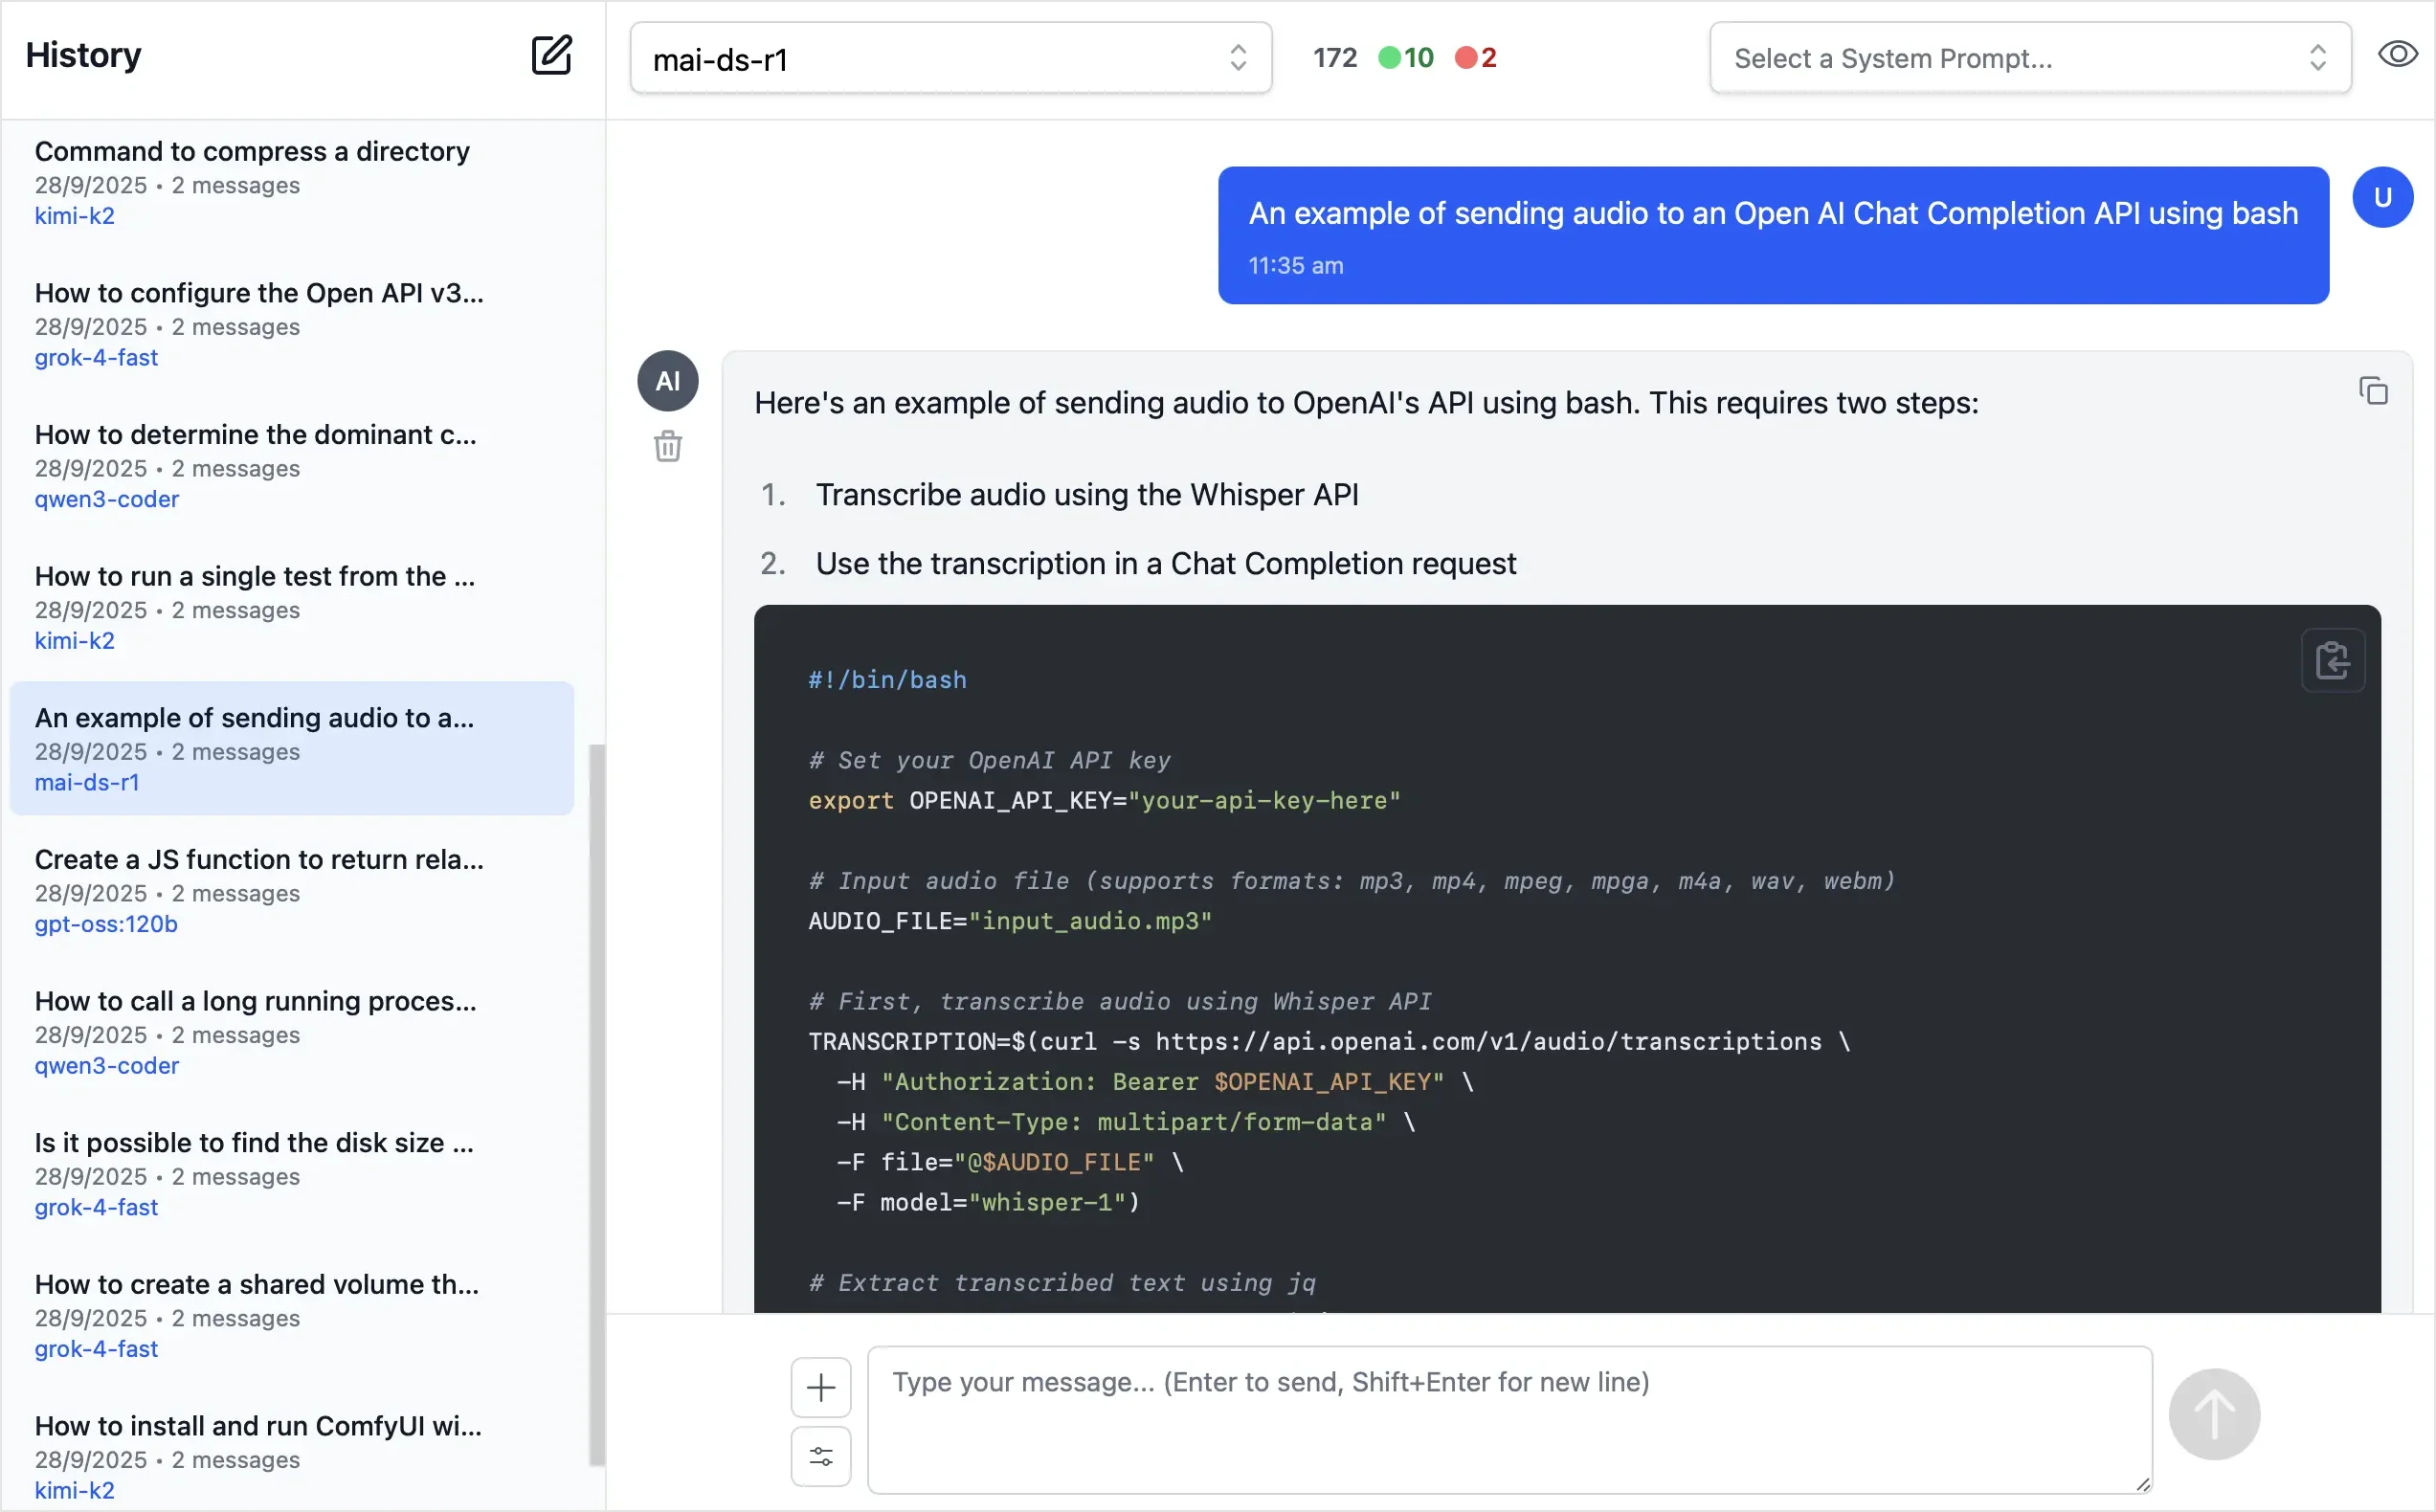 History
mai-ds-r1
172 10 2
Select a System Prompt...
Command to compress a directory
28/9/2025 • 2 messages
kimi-k2
How to configure the Open API v3...
28/9/2025 • 2 messages
grok-4-fast
How to determine the dominant c...
28/9/2025 • 2 messages
qwen3-coder
How to run a single test from the ...
28/9/2025 • 2 messages
kimi-k2
An example of sending audio to a...
28/9/2025 • 2 messages
mai-ds-r1
Create a JS function to return rela...
28/9/2025 • 2 messages
gpt-oss:120b
How to call a long running proces...
28/9/2025 • 2 messages
qwen3-coder
Is it possible to find the disk size ...
28/9/2025 • 2 messages
grok-4-fast
How to create a shared volume th...
28/9/2025 • 2 messages
grok-4-fast
How to install and run ComfyUI wi...
28/9/2025 • 2 messages
kimi-k2
An example of sending audio to an Open AI Chat Completion API using bash
11:35 am
U
AI
Here's an example of sending audio to OpenAI's API using bash. This requires two steps:
1. Transcribe audio using the Whisper API
2. Use the transcription in a Chat Completion request
#!/bin/bash
# Set your OpenAI API key
export OPENAI_API_KEY="your-api-key-here"
# Input audio file (supports formats: mp3, mp4, mpeg, mpga, m4a, wav, webm)
AUDIO_FILE="input_audio.mp3"
# First, transcribe audio using Whisper API
TRANSCRIPTION=$(curl -s https://api.openai.com/v1/audio/transcriptions \
  -H "Authorization: Bearer $OPENAI_API_KEY" \
  -H "Content-Type: multipart/form-data" \
  -F file="@$AUDIO_FILE" \
  -F model="whisper-1")
# Extract transcribed text using jq
Type your message... (Enter to send, Shift+Enter for new line)